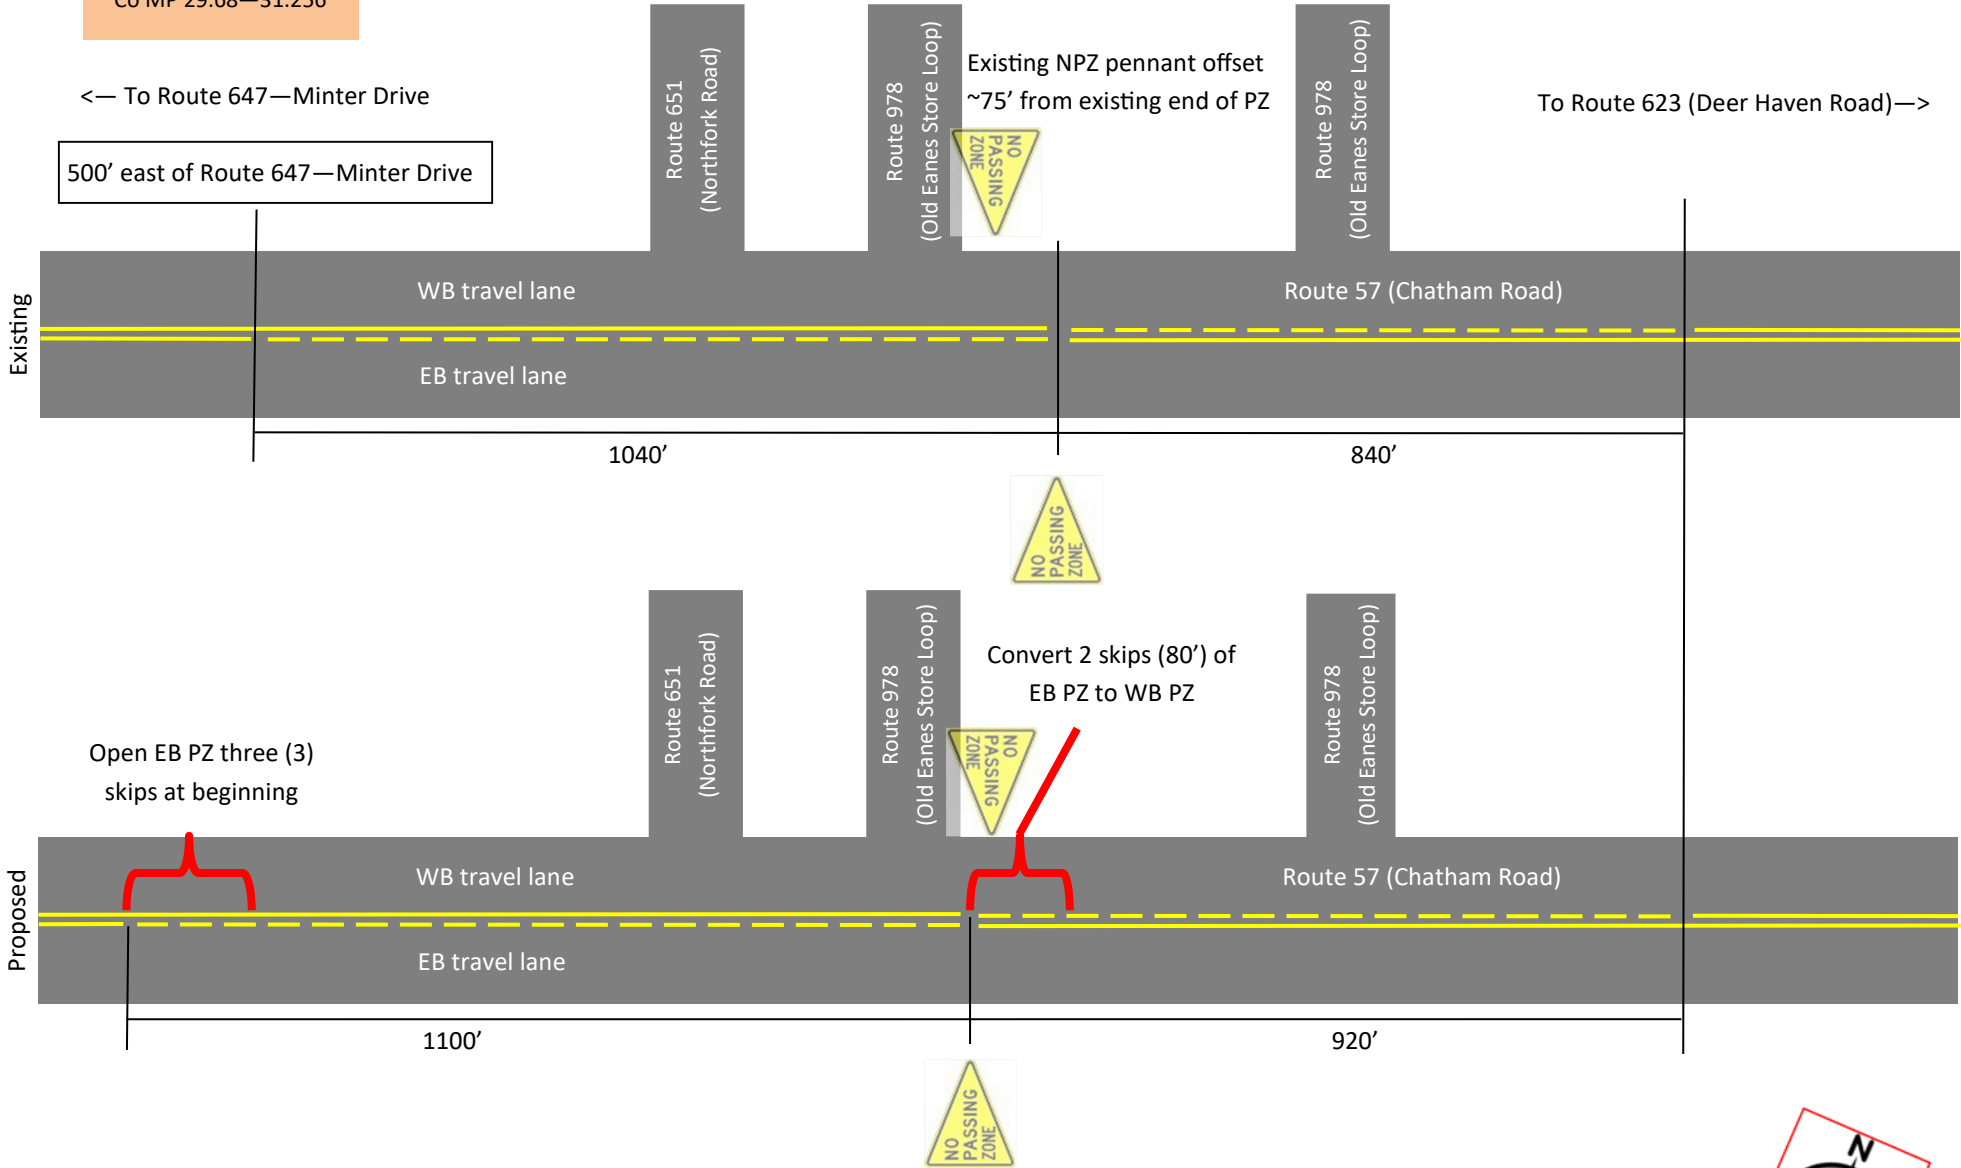 Co MP 29.68—31.256
<— To Route 647—Minter Drive
500’ east of Route 647—Minter Drive
Route 651
(Northfork Road)
Route 978
(Old Eanes Store Loop)
Existing NPZ pennant offset
~75’ from existing end of PZ
NO
PASSING
ZONE
Route 978
(Old Eanes Store Loop)
To Route 623 (Deer Haven Road)—>
Existing
WB travel lane
Route 57 (Chatham Road)
EB travel lane
1040’
840’
NO
PASSING
ZONE
Route 651
(Northfork Road)
Route 978
(Old Eanes Store Loop)
Convert 2 skips (80’) of
EB PZ to WB PZ
NO
PASSING
ZONE
Route 978
(Old Eanes Store Loop)
Open EB PZ three (3)
skips at beginning
Proposed
WB travel lane
Route 57 (Chatham Road)
EB travel lane
1100’
920’
NO
PASSING
ZONE
N